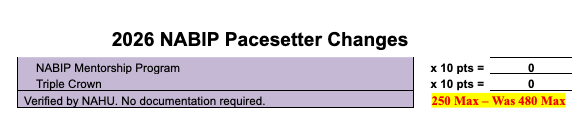 2026 NABIP Pacesetter Changes
NABIP Mentorship Program x 10 pts = 0
Triple Crown x 10 pts = 0
Verified by NAHU. No documentation required. 250 Max – Was 480 Max